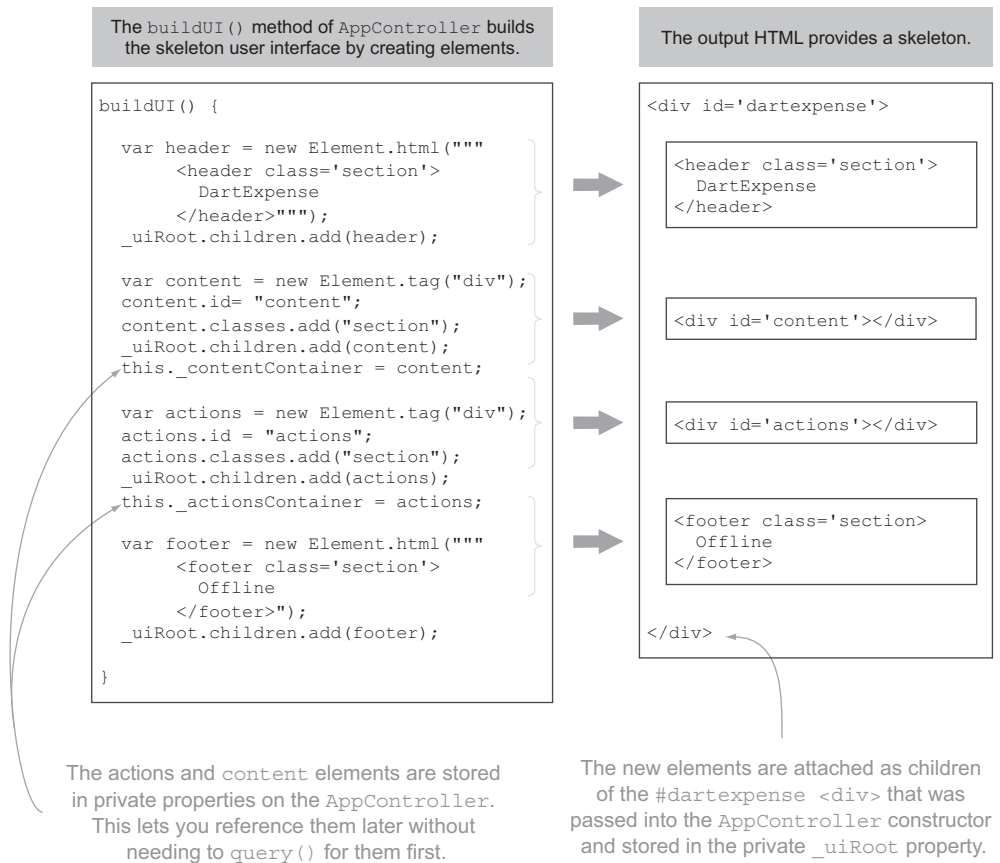 The buildUI() method of AppController builds
the skeleton user interface by creating elements.
buildUI() {
var header = new Element.html("""
<header class='section'>
DartExpense
</header>""");
_uiRoot.children.add(header);
var content = new Element.tag("div");
content.id= "content";
content.classes.add("section");
_uiRoot.children.add(content);
this._contentContainer = content;
var actions = new Element.tag("div");
actions.id = "actions";
actions.classes.add("section");
_uiRoot.children.add(actions);
this._actionsContainer = actions;
var footer = new Element.html("""
<footer class='section'>
Offline
</footer>");
_uiRoot.children.add(footer);
}
The output HTML provides a skeleton.
<div id='dartexpense'>
<header class='section'>
DartExpense
</header>
<div id='content'></div>
<div id='actions'></div>
<footer class='section>
Offline
</footer>
</div>
The actions and content elements are stored
in private properties on the AppController.
This lets you reference them later without
needing to query() for them first.
The new elements are attached as children
of the #dartexpense <div> that was
passed into the AppController constructor
and stored in the private _uiRoot property.